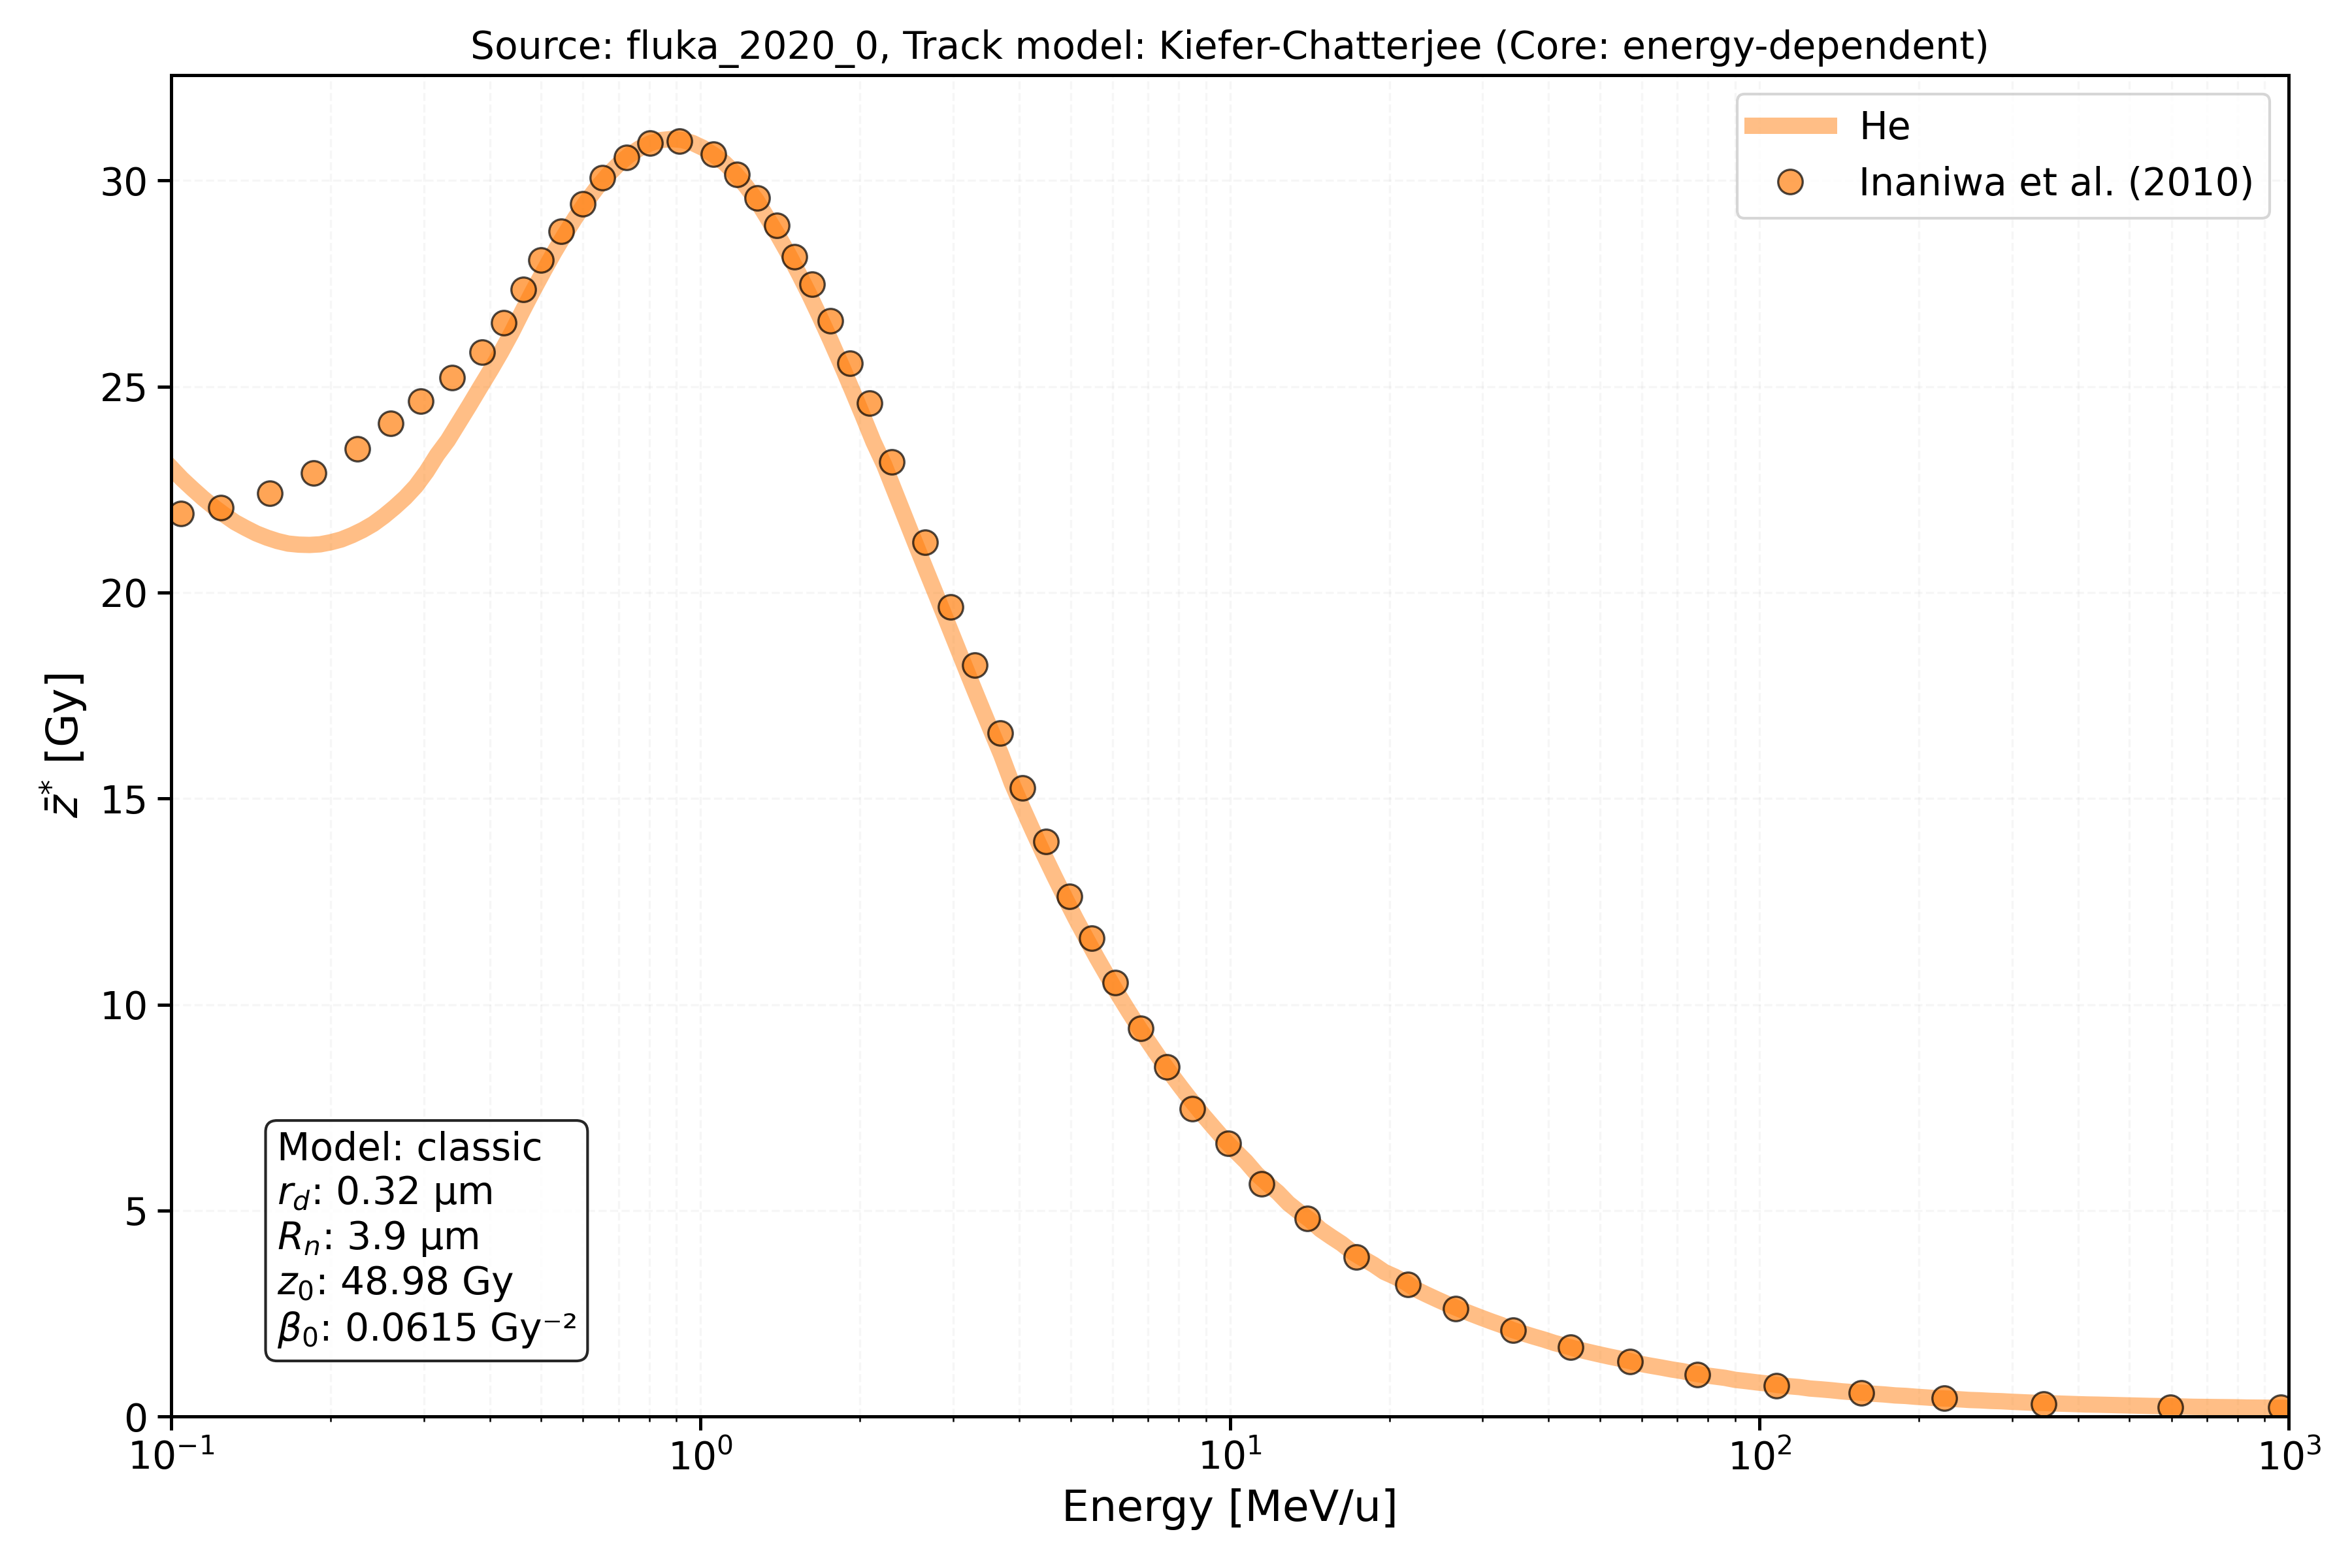 Source: fluka_2020_0, Track model: Kiefer-Chatterjee (Core: energy-dependent)
He
Inaniwa et al. (2010)
30
25
20
15
10
5
0
z̄* [Gy]
Model: classic
r_d: 0.32 µm
R_n: 3.9 µm
z₀: 48.98 Gy
β₀: 0.0615 Gy⁻²
10⁻¹
10⁰
10¹
10²
10³
Energy [MeV/u]